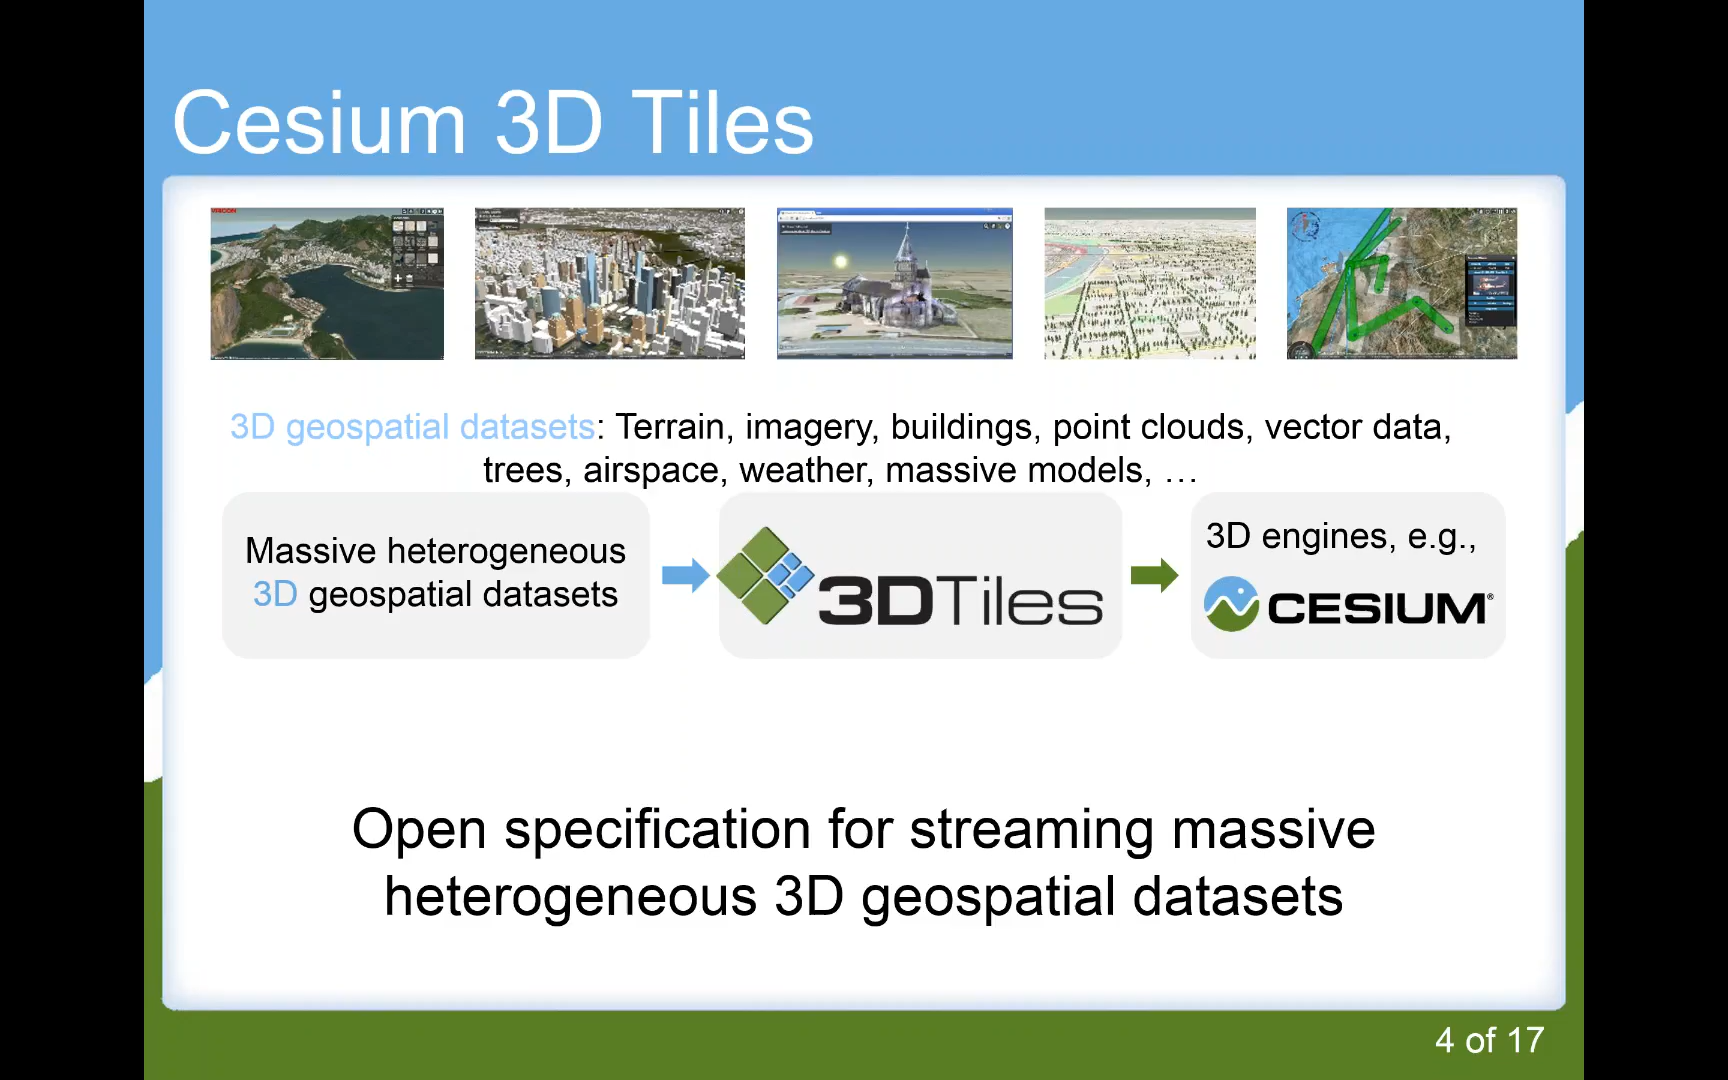 Cesium 3D Tiles
3D geospatial datasets: Terrain, imagery, buildings, point clouds, vector data,
trees, airspace, weather, massive models, …
Massive heterogeneous
3D geospatial datasets
3DTiles
3D engines, e.g.,
CESIUM®
Open specification for streaming massive
heterogeneous 3D geospatial datasets
4 of 17